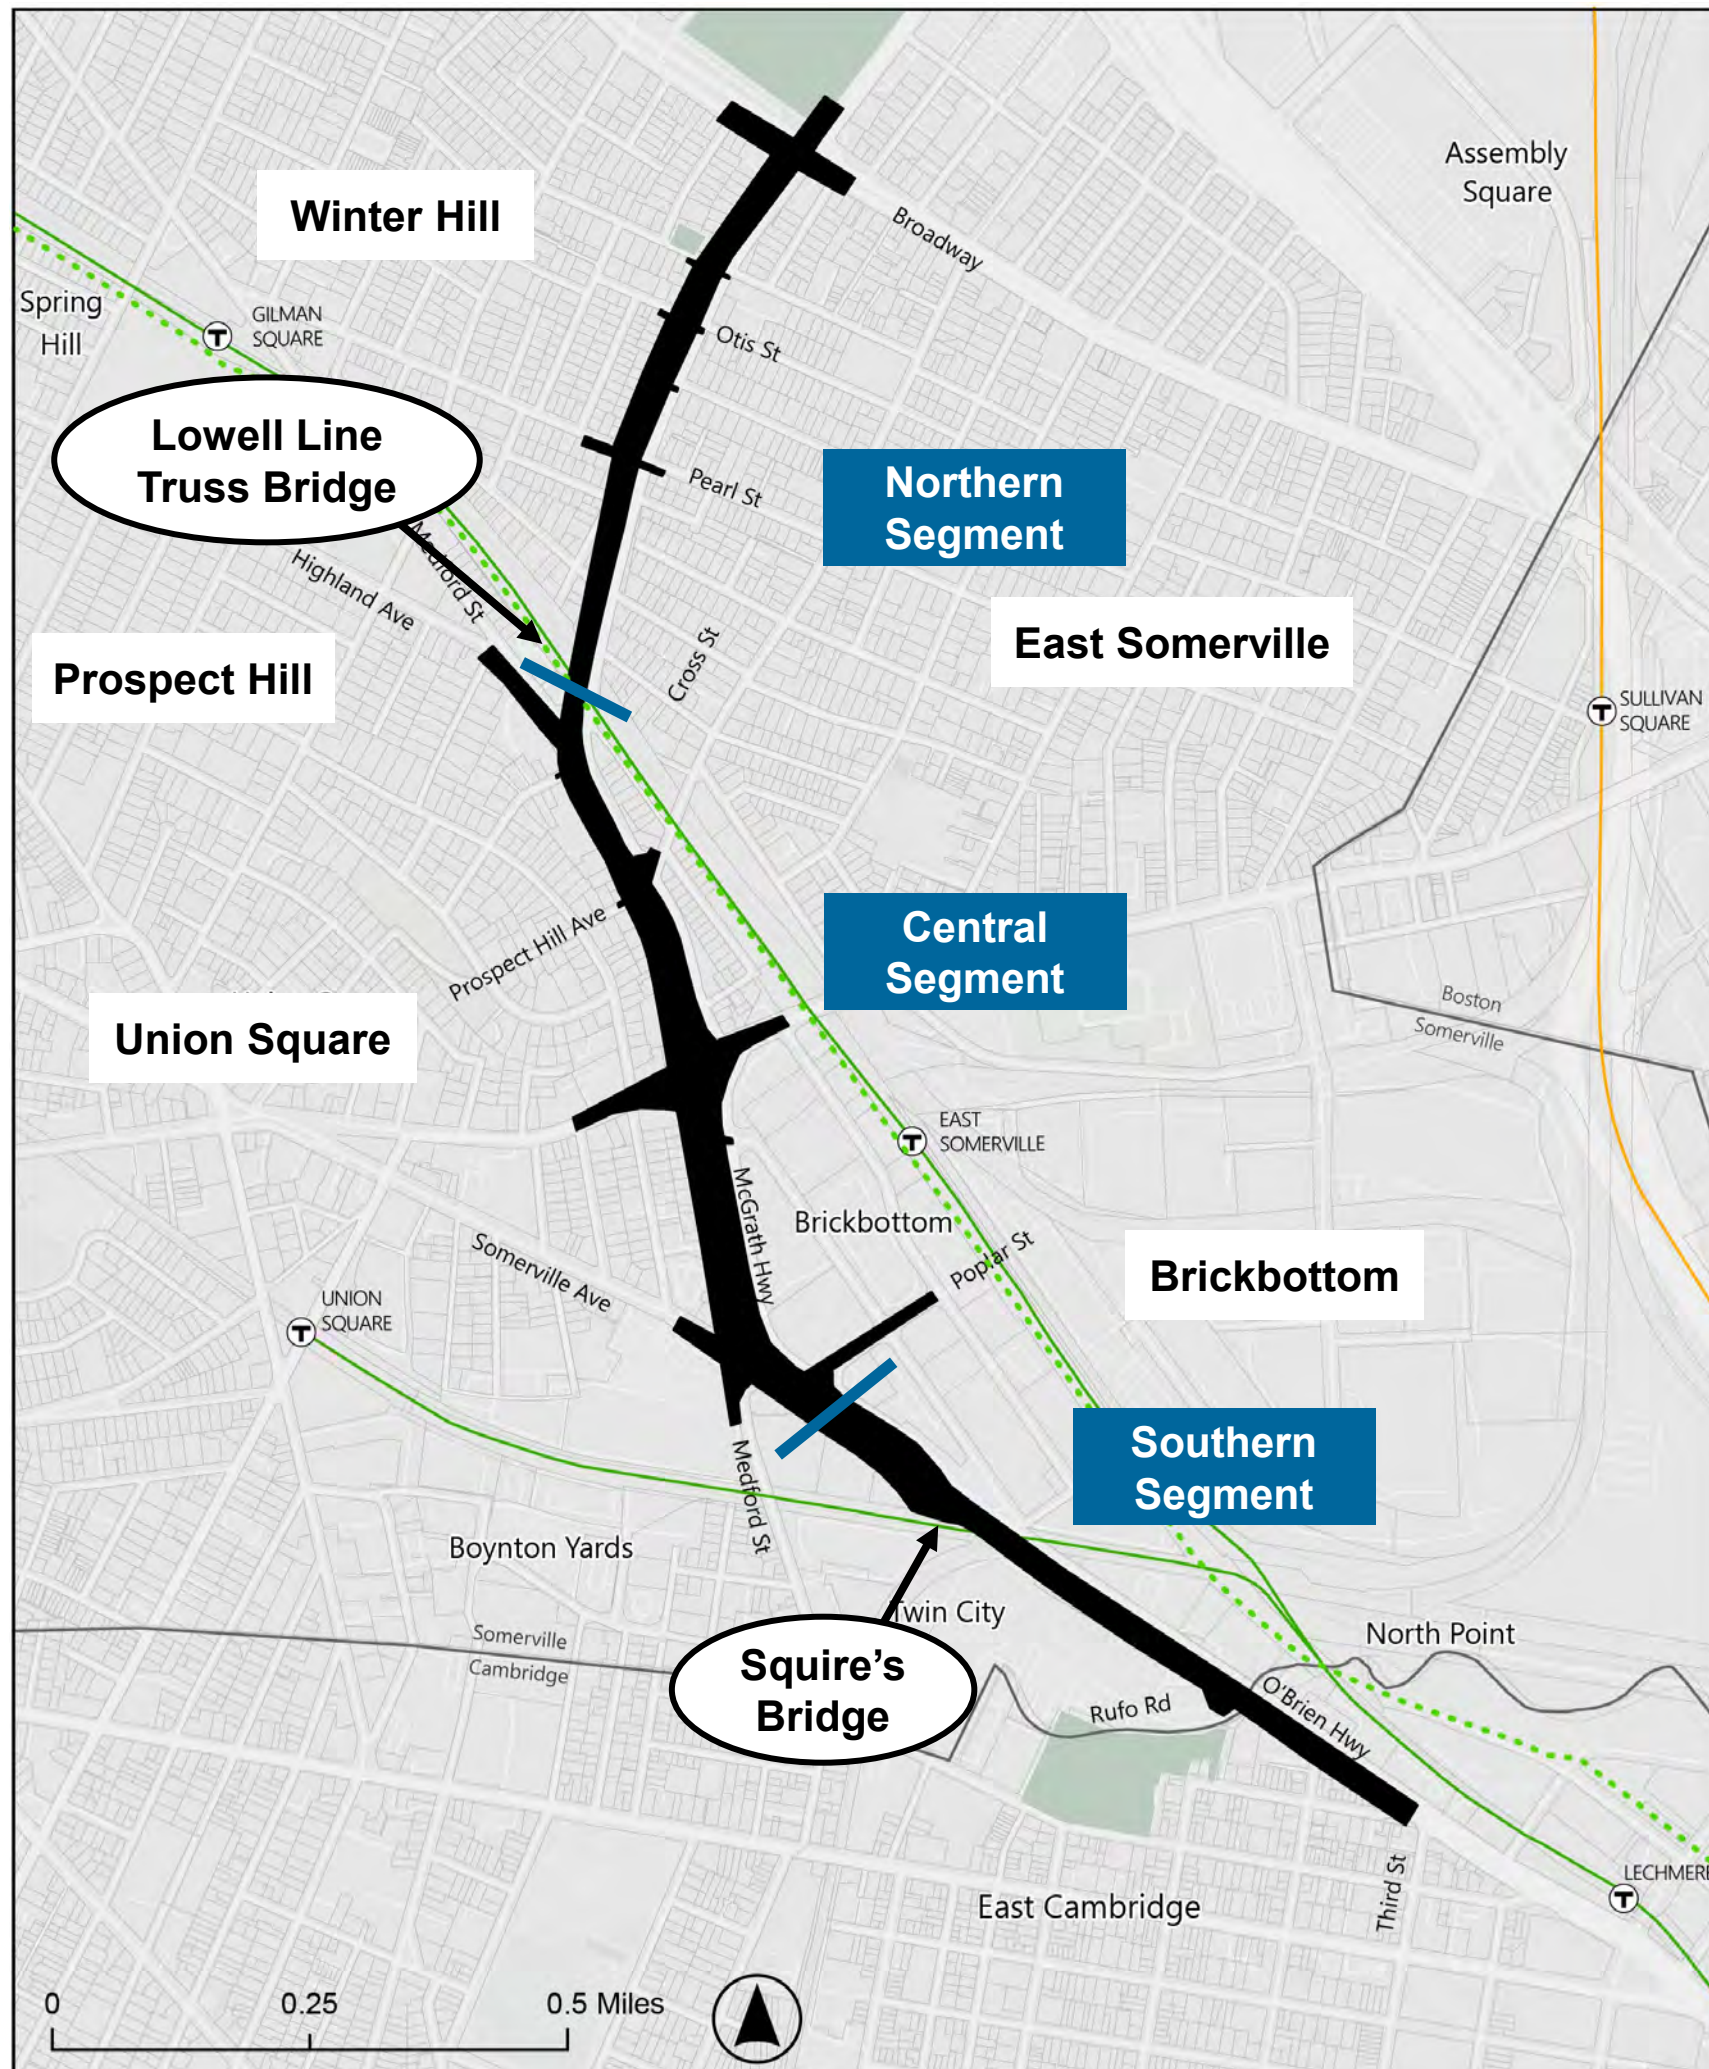 Assembly
Square
Winter Hill
Broadway
Spring
Hill
GILMAN
SQUARE
Otis St
Lowell Line
Truss Bridge
Pearl St
Northern
Segment
Medford St
Highland Ave
East Somerville
Cross St
Prospect Hill
SULLIVAN
SQUARE
Central
Segment
Prospect Hill Ave
Boston
Somerville
Union Square
EAST
SOMERVILLE
McGrath Hwy
Brickbottom
Poplar St
Brickbottom
Somerville Ave
UNION
SQUARE
Southern
Segment
Medford St
Boynton Yards
Twin City
North Point
Somerville
Cambridge
Squire’s
Bridge
Rufo Rd
O'Brien Hwy
Third St
LECHMERE
East Cambridge
0 0.25 0.5 Miles